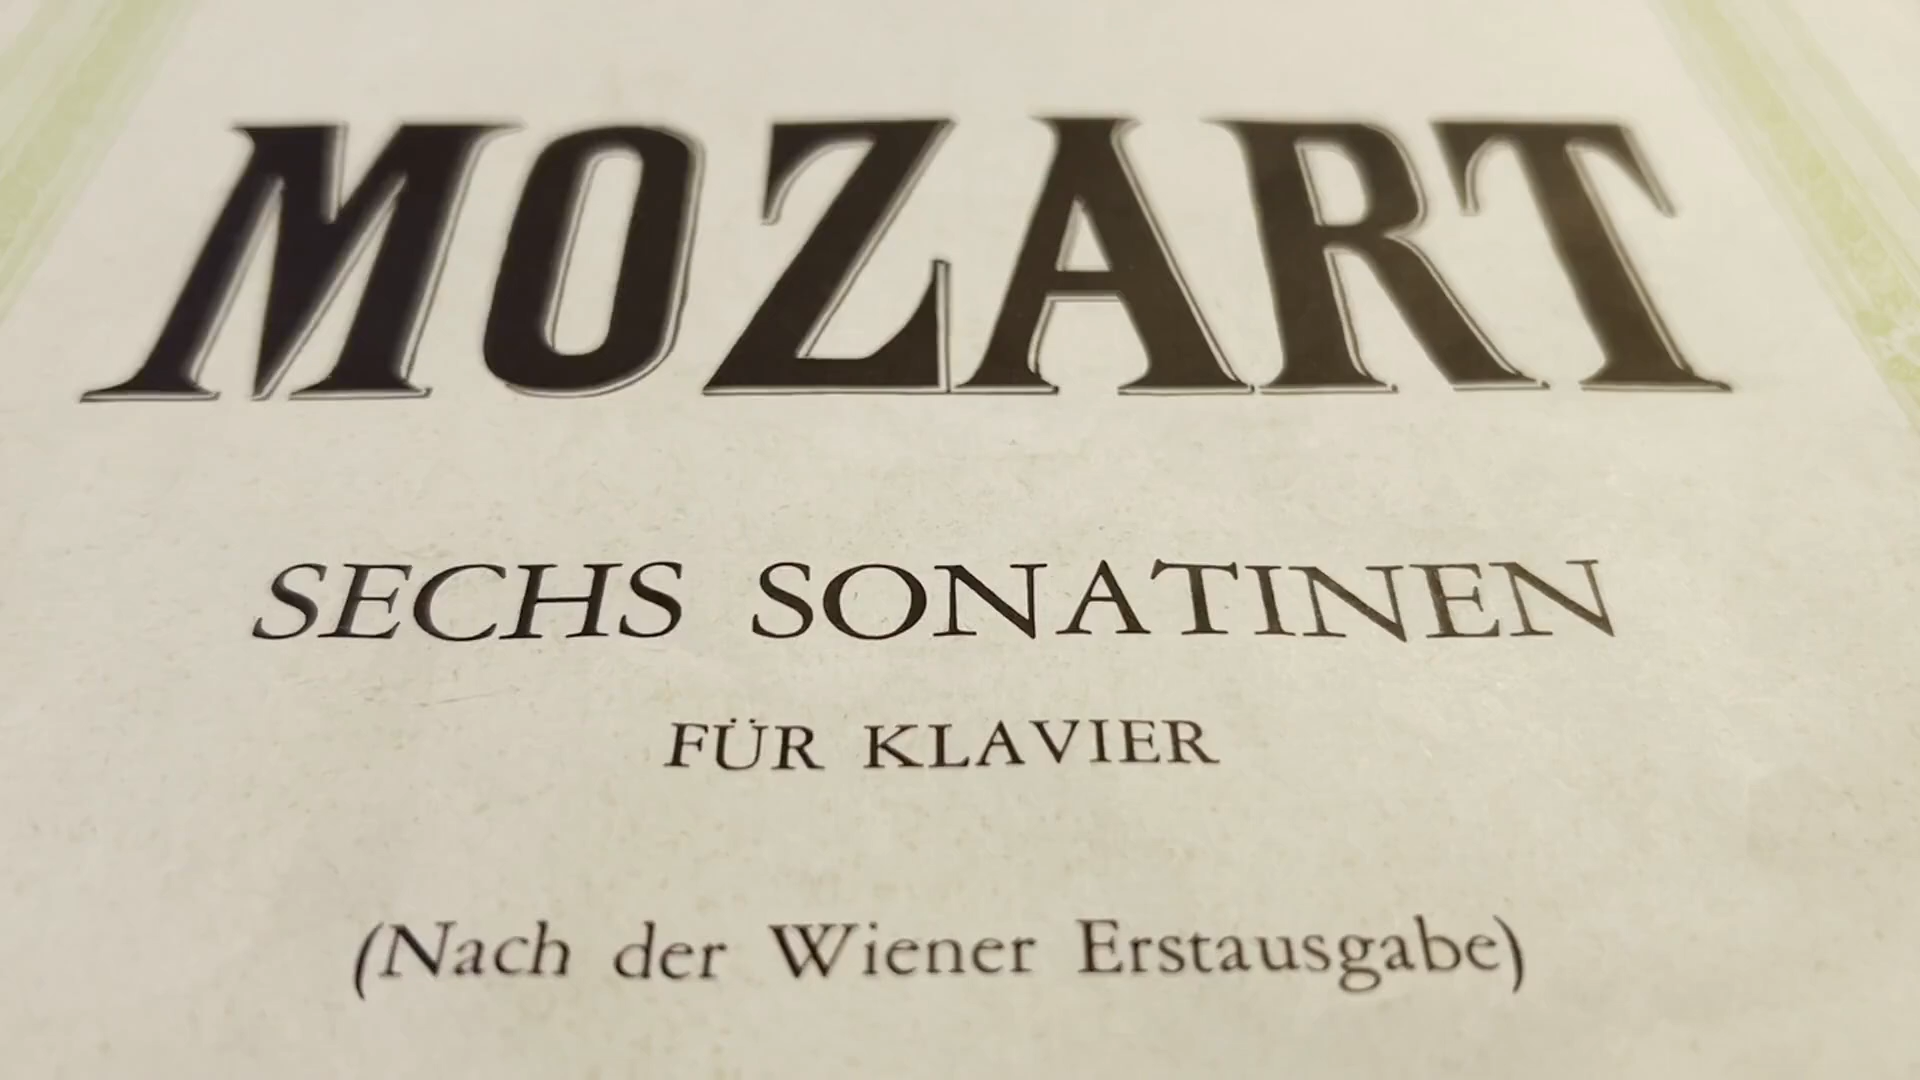 MOZART
SECHS SONATINEN
FÜR KLAVIER
(Nach der Wiener Erstausgabe)